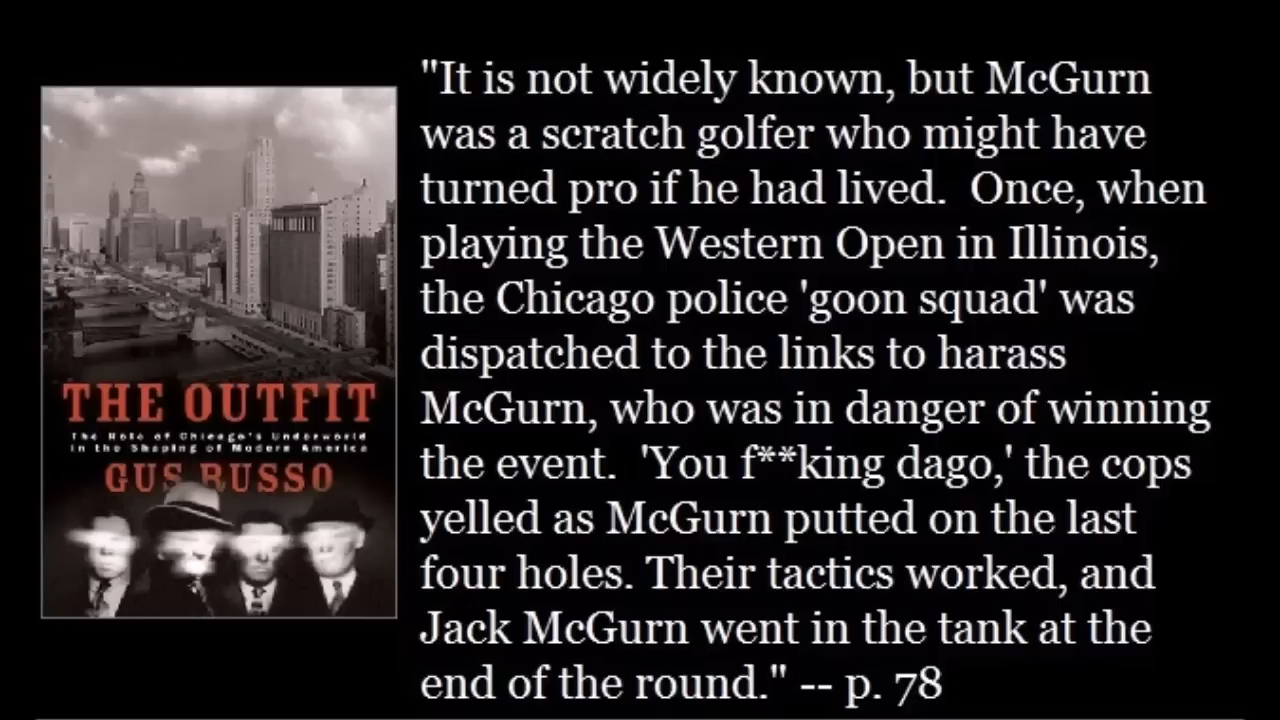 "It is not widely known, but McGurn
was a scratch golfer who might have
turned pro if he had lived.  Once, when
playing the Western Open in Illinois,
the Chicago police 'goon squad' was
dispatched to the links to harass
McGurn, who was in danger of winning
the event.  'You f**king dago,' the cops
yelled as McGurn putted on the last
four holes. Their tactics worked, and
Jack McGurn went in the tank at the
end of the round." -- p. 78
THE OUTFIT
The Role of Chicago's Underworld
in the Shaping of Modern America
GUS RUSSO